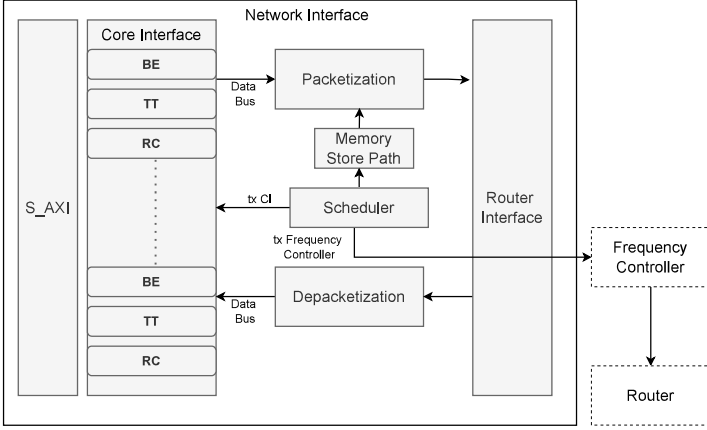 Network Interface
Core Interface
BE
TT
RC
Data
Bus
Packetization
Memory
Store Path
S_AXI
tx CI
Scheduler
Router
Interface
tx Frequency
Controller
Frequency
Controller
BE
TT
RC
Data
Bus
Depacketization
Router